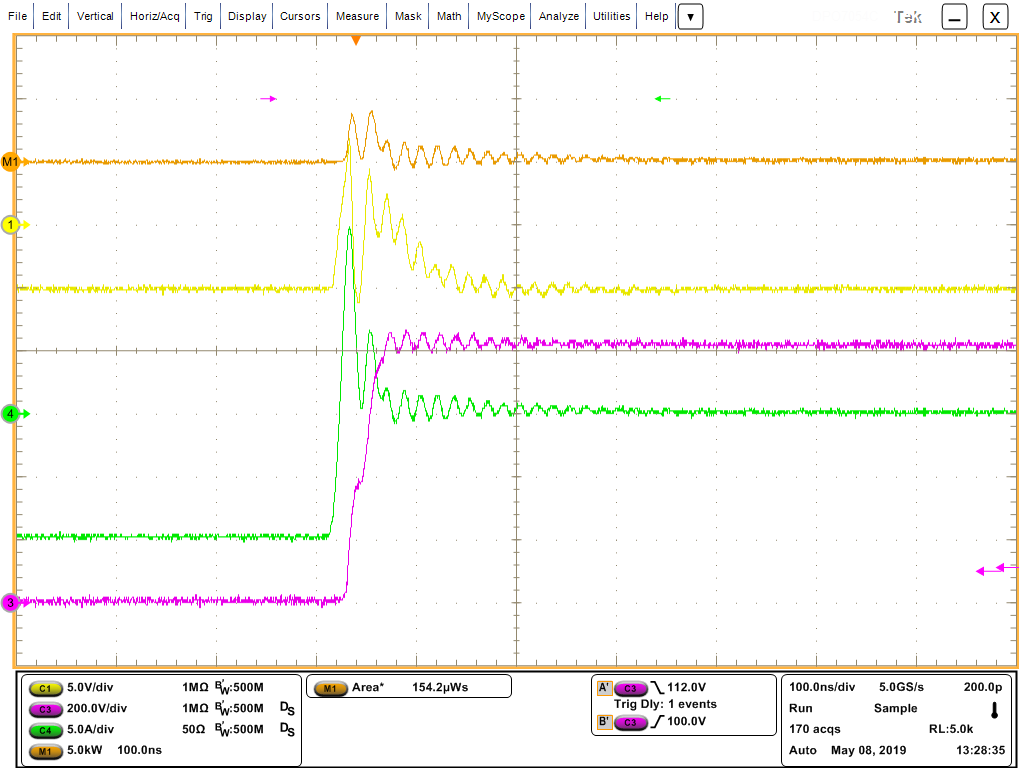 File Edit Vertical Horiz/Acq Trig Display Cursors Measure Mask Math MyScope Analyze Utilities Help ▼ Tek X
M1
1
4
3
C1 5.0V/div 1MΩ BW:500M
C3 200.0V/div 1MΩ BW:500M DS
C4 5.0A/div 50Ω BW:500M DS
M1 5.0kW 100.0ns
M1 Area* 154.2µWs
A' C3 112.0V
Trig Dly: 1 events
B' C3 100.0V
100.0ns/div 5.0GS/s 200.0p
Run Sample
170 acqs RL:5.0k
Auto May 08, 2019 13:28:35